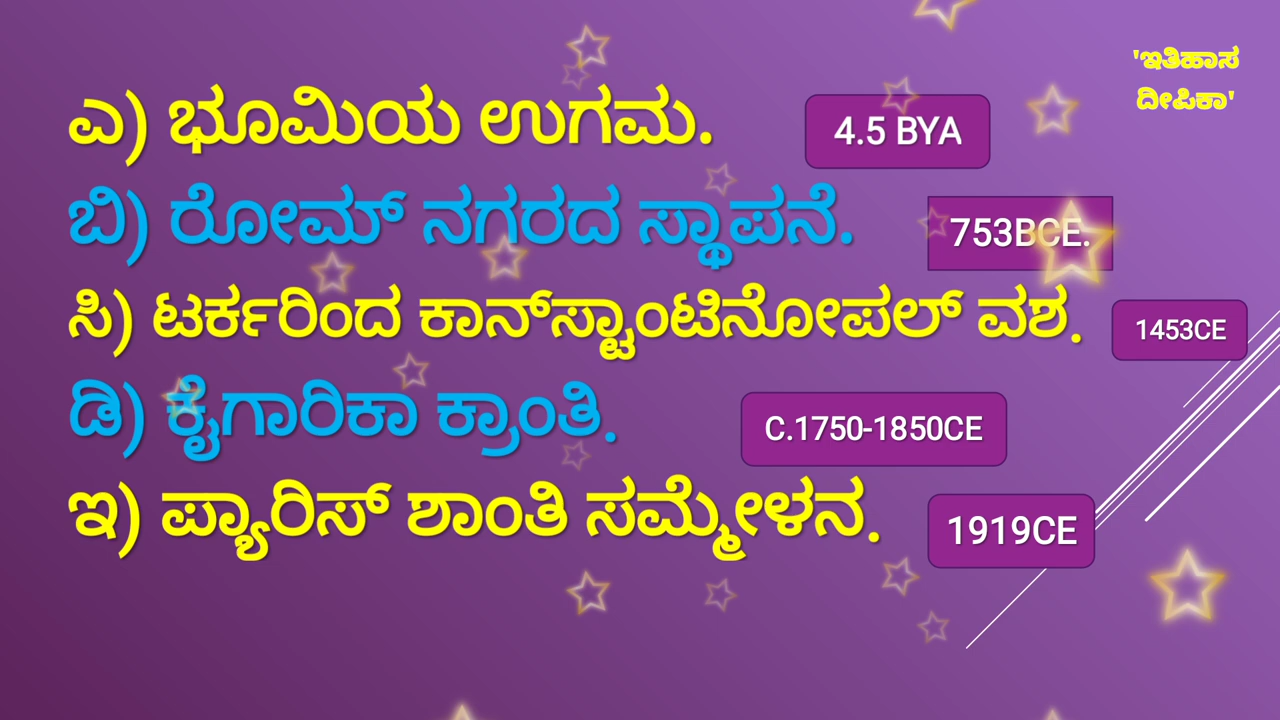 'ಇತಿಹಾಸ
ದೀಪಿಕಾ'
ಎ) ಭೂಮಿಯ ಉಗಮ. 4.5 BYA
ಬಿ) ರೋಮ್ ನಗರದ ಸ್ಥಾಪನೆ. 753BCE.
ಸಿ) ಟರ್ಕರಿಂದ ಕಾನ್‌ಸ್ಟಾಂಟಿನೋಪಲ್ ವಶ. 1453CE
ಡಿ) ಕೈಗಾರಿಕಾ ಕ್ರಾಂತಿ. C.1750-1850CE
ಇ) ಪ್ಯಾರಿಸ್ ಶಾಂತಿ ಸಮ್ಮೇಳನ. 1919CE